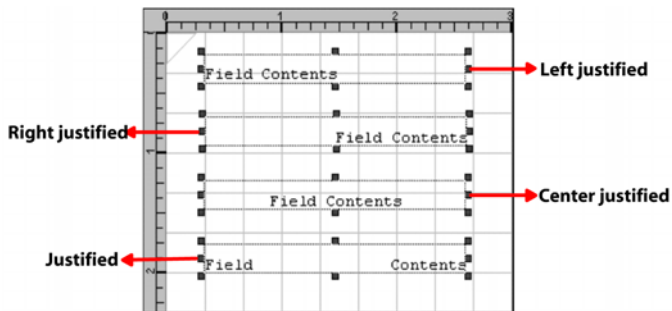 0 1 2 3
Field Contents
Left justified
Right justified
Field Contents
1
Field Contents
Center justified
Justified
Field Contents
2